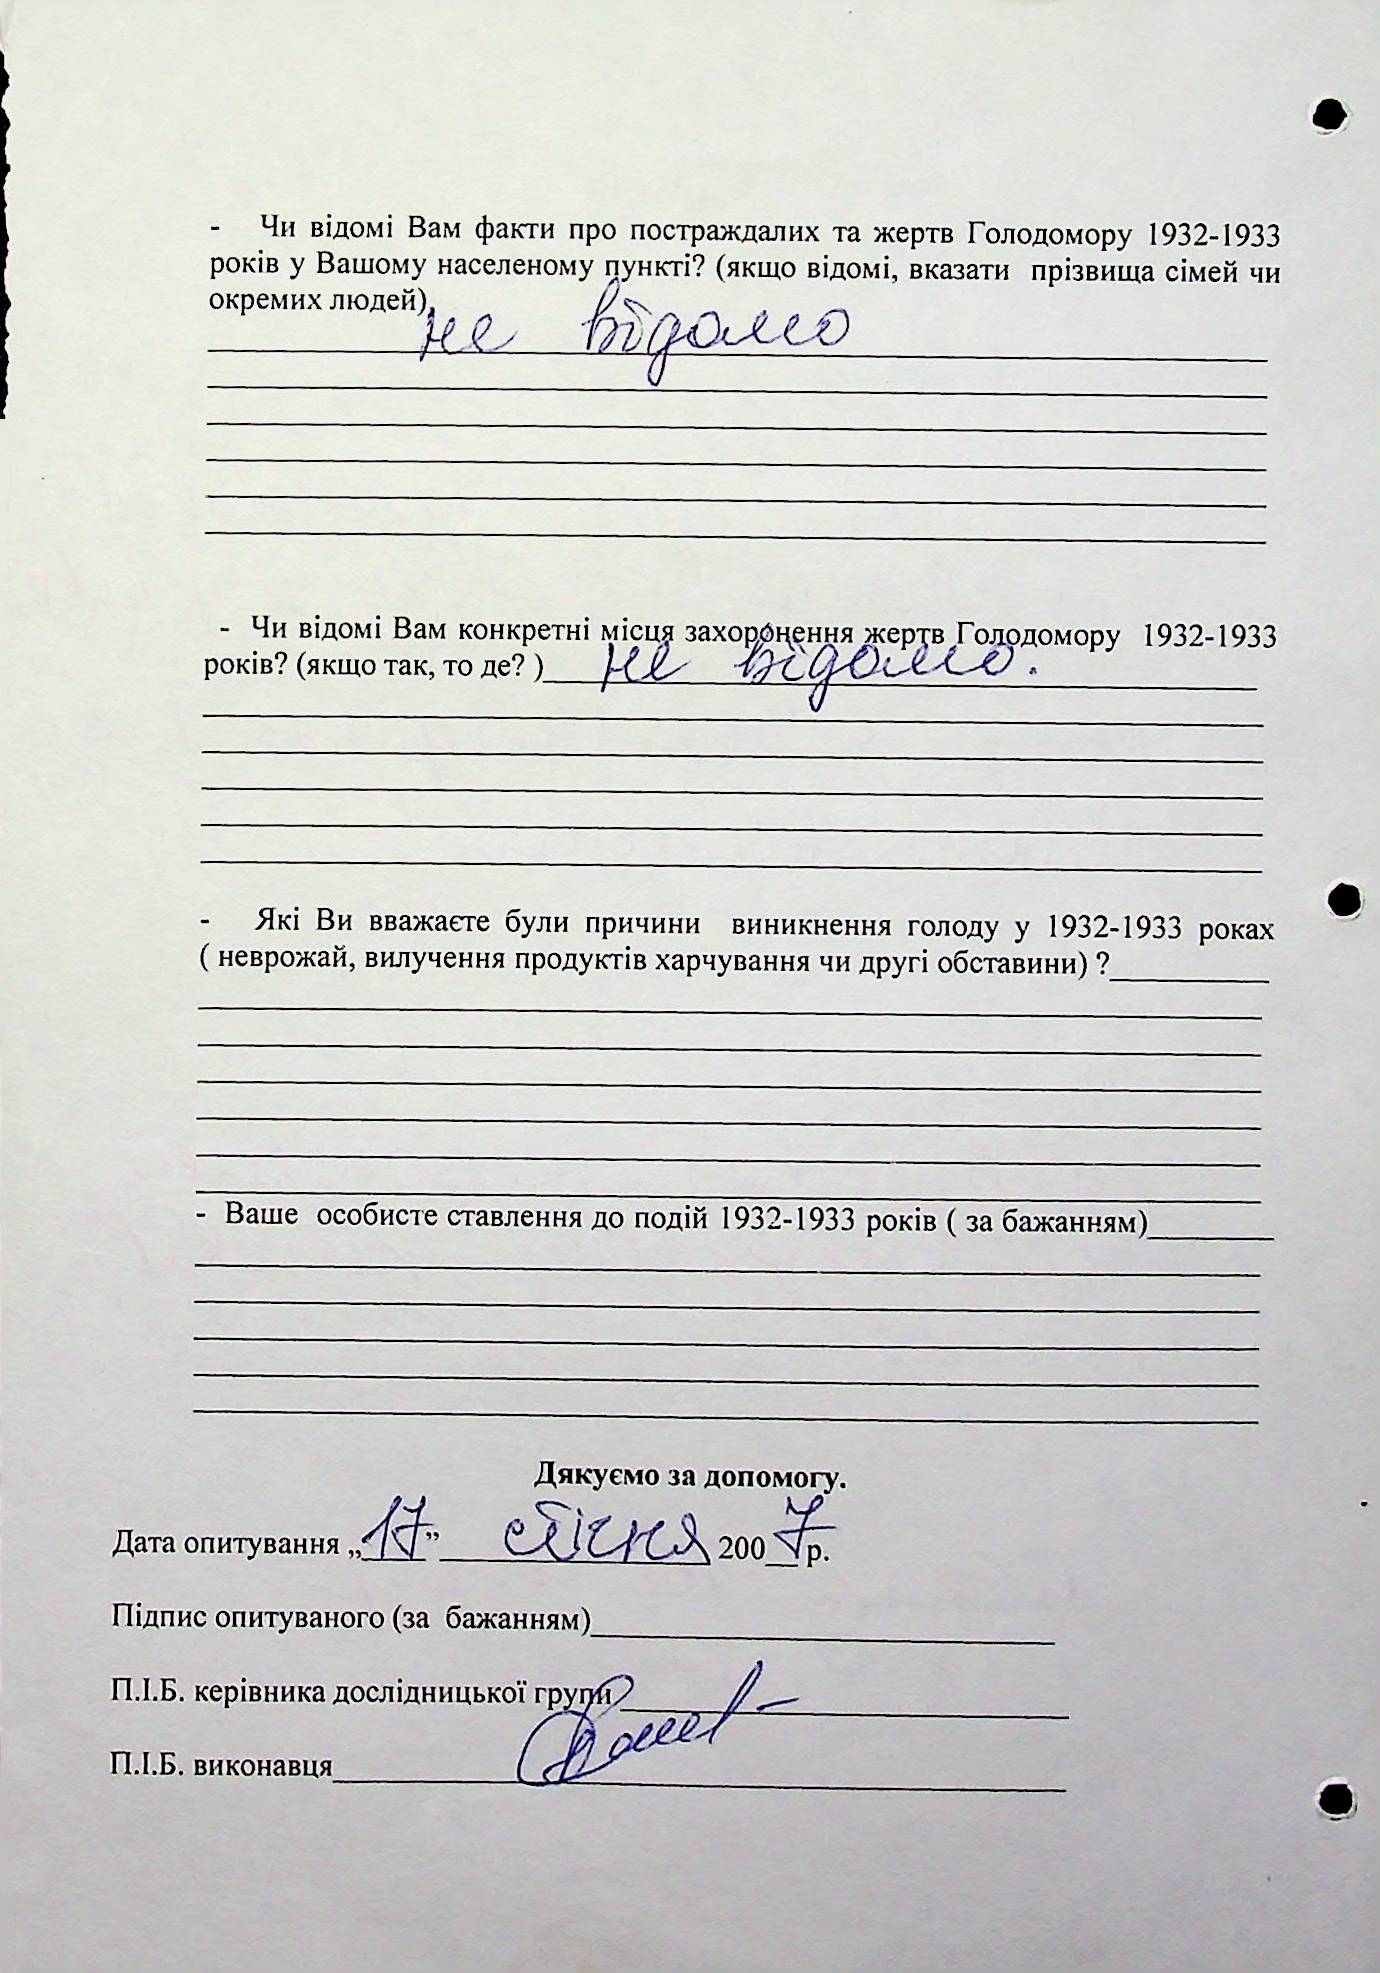 - Чи відомі Вам факти про постраждалих та жертв Голодомору 1932-1933
років у Вашому населеному пункті? (якщо відомі, вказати прізвища сімей чи
окремих людей)
не відомо
- Чи відомі Вам конкретні місця захоронення жертв Голодомору 1932-1933
років? (якщо так, то де? ) не відомо.
- Які Ви вважаєте були причини виникнення голоду у 1932-1933 роках
( неврожай, вилучення продуктів харчування чи другі обставини) ?
- Ваше особисте ставлення до подій 1932-1933 років ( за бажанням)
Дякуємо за допомогу.
Дата опитування „17” січня 2007 р.
Підпис опитуваного (за бажанням)
П.І.Б. керівника дослідницької групи
П.І.Б. виконавця